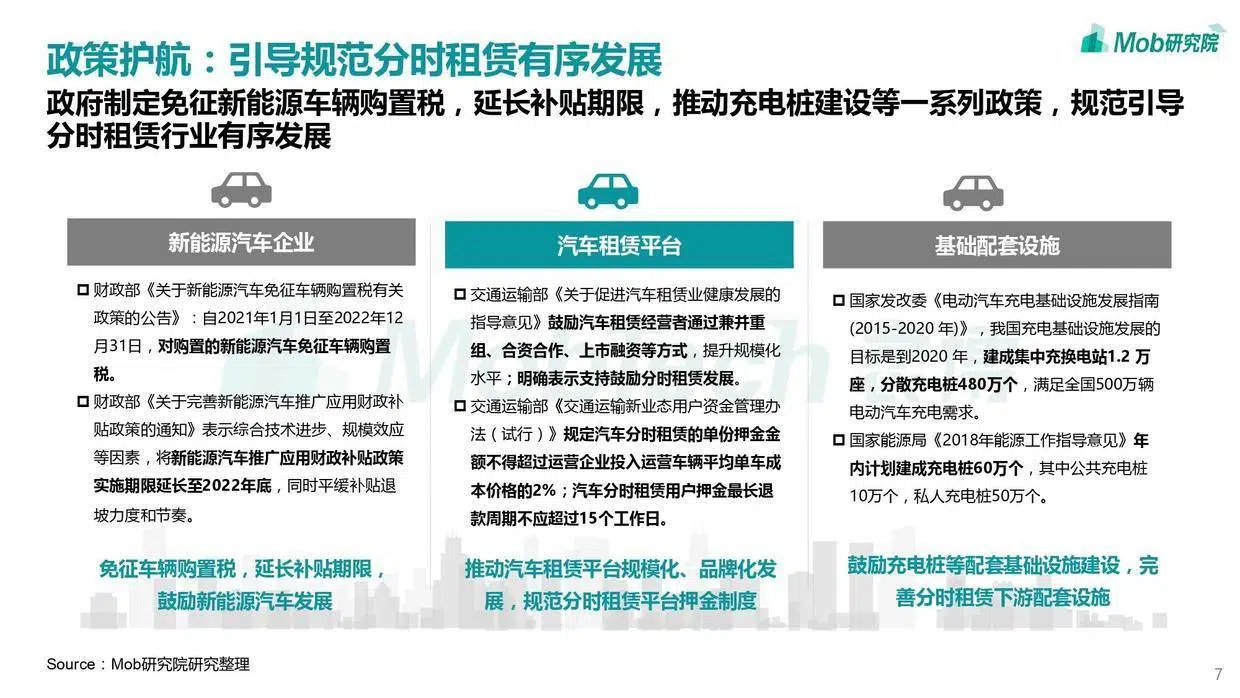 Mob研究院
政策护航：引导规范分时租赁有序发展
政府制定免征新能源车辆购置税，延长补贴期限，推动充电桩建设等一系列政策，规范引导
分时租赁行业有序发展
新能源汽车企业
财政部《关于新能源汽车免征车辆购置税有关
政策的公告》：自2021年1月1日至2022年12
月31日，对购置的新能源汽车免征车辆购置
税。
财政部《关于完善新能源汽车推广应用财政补
贴政策的通知》表示综合技术进步、规模效应
等因素，将新能源汽车推广应用财政补贴政策
实施期限延长至2022年底，同时平缓补贴退
坡力度和节奏。
免征车辆购置税，延长补贴期限，
鼓励新能源汽车发展
汽车租赁平台
交通运输部《关于促进汽车租赁业健康发展的
指导意见》鼓励汽车租赁经营者通过兼并重
组、合资合作、上市融资等方式，提升规模化
水平；明确表示支持鼓励分时租赁发展。
交通运输部《交通运输新业态用户资金管理办
法（试行）》规定汽车分时租赁的单份押金金
额不得超过运营企业投入运营车辆平均单车成
本价格的2%；汽车分时租赁用户押金最长退
款周期不应超过15个工作日。
推动汽车租赁平台规模化、品牌化发
展，规范分时租赁平台押金制度
基础配套设施
国家发改委《电动汽车充电基础设施发展指南
(2015-2020 年)》，我国充电基础设施发展的
目标是到2020 年，建成集中充换电站1.2 万
座，分散充电桩480万个，满足全国500万辆
电动汽车充电需求。
国家能源局《2018年能源工作指导意见》年
内计划建成充电桩60万个，其中公共充电桩
10万个，私人充电桩50万个。
鼓励充电桩等配套基础设施建设，完
善分时租赁下游配套设施
Source：Mob研究院研究整理
7